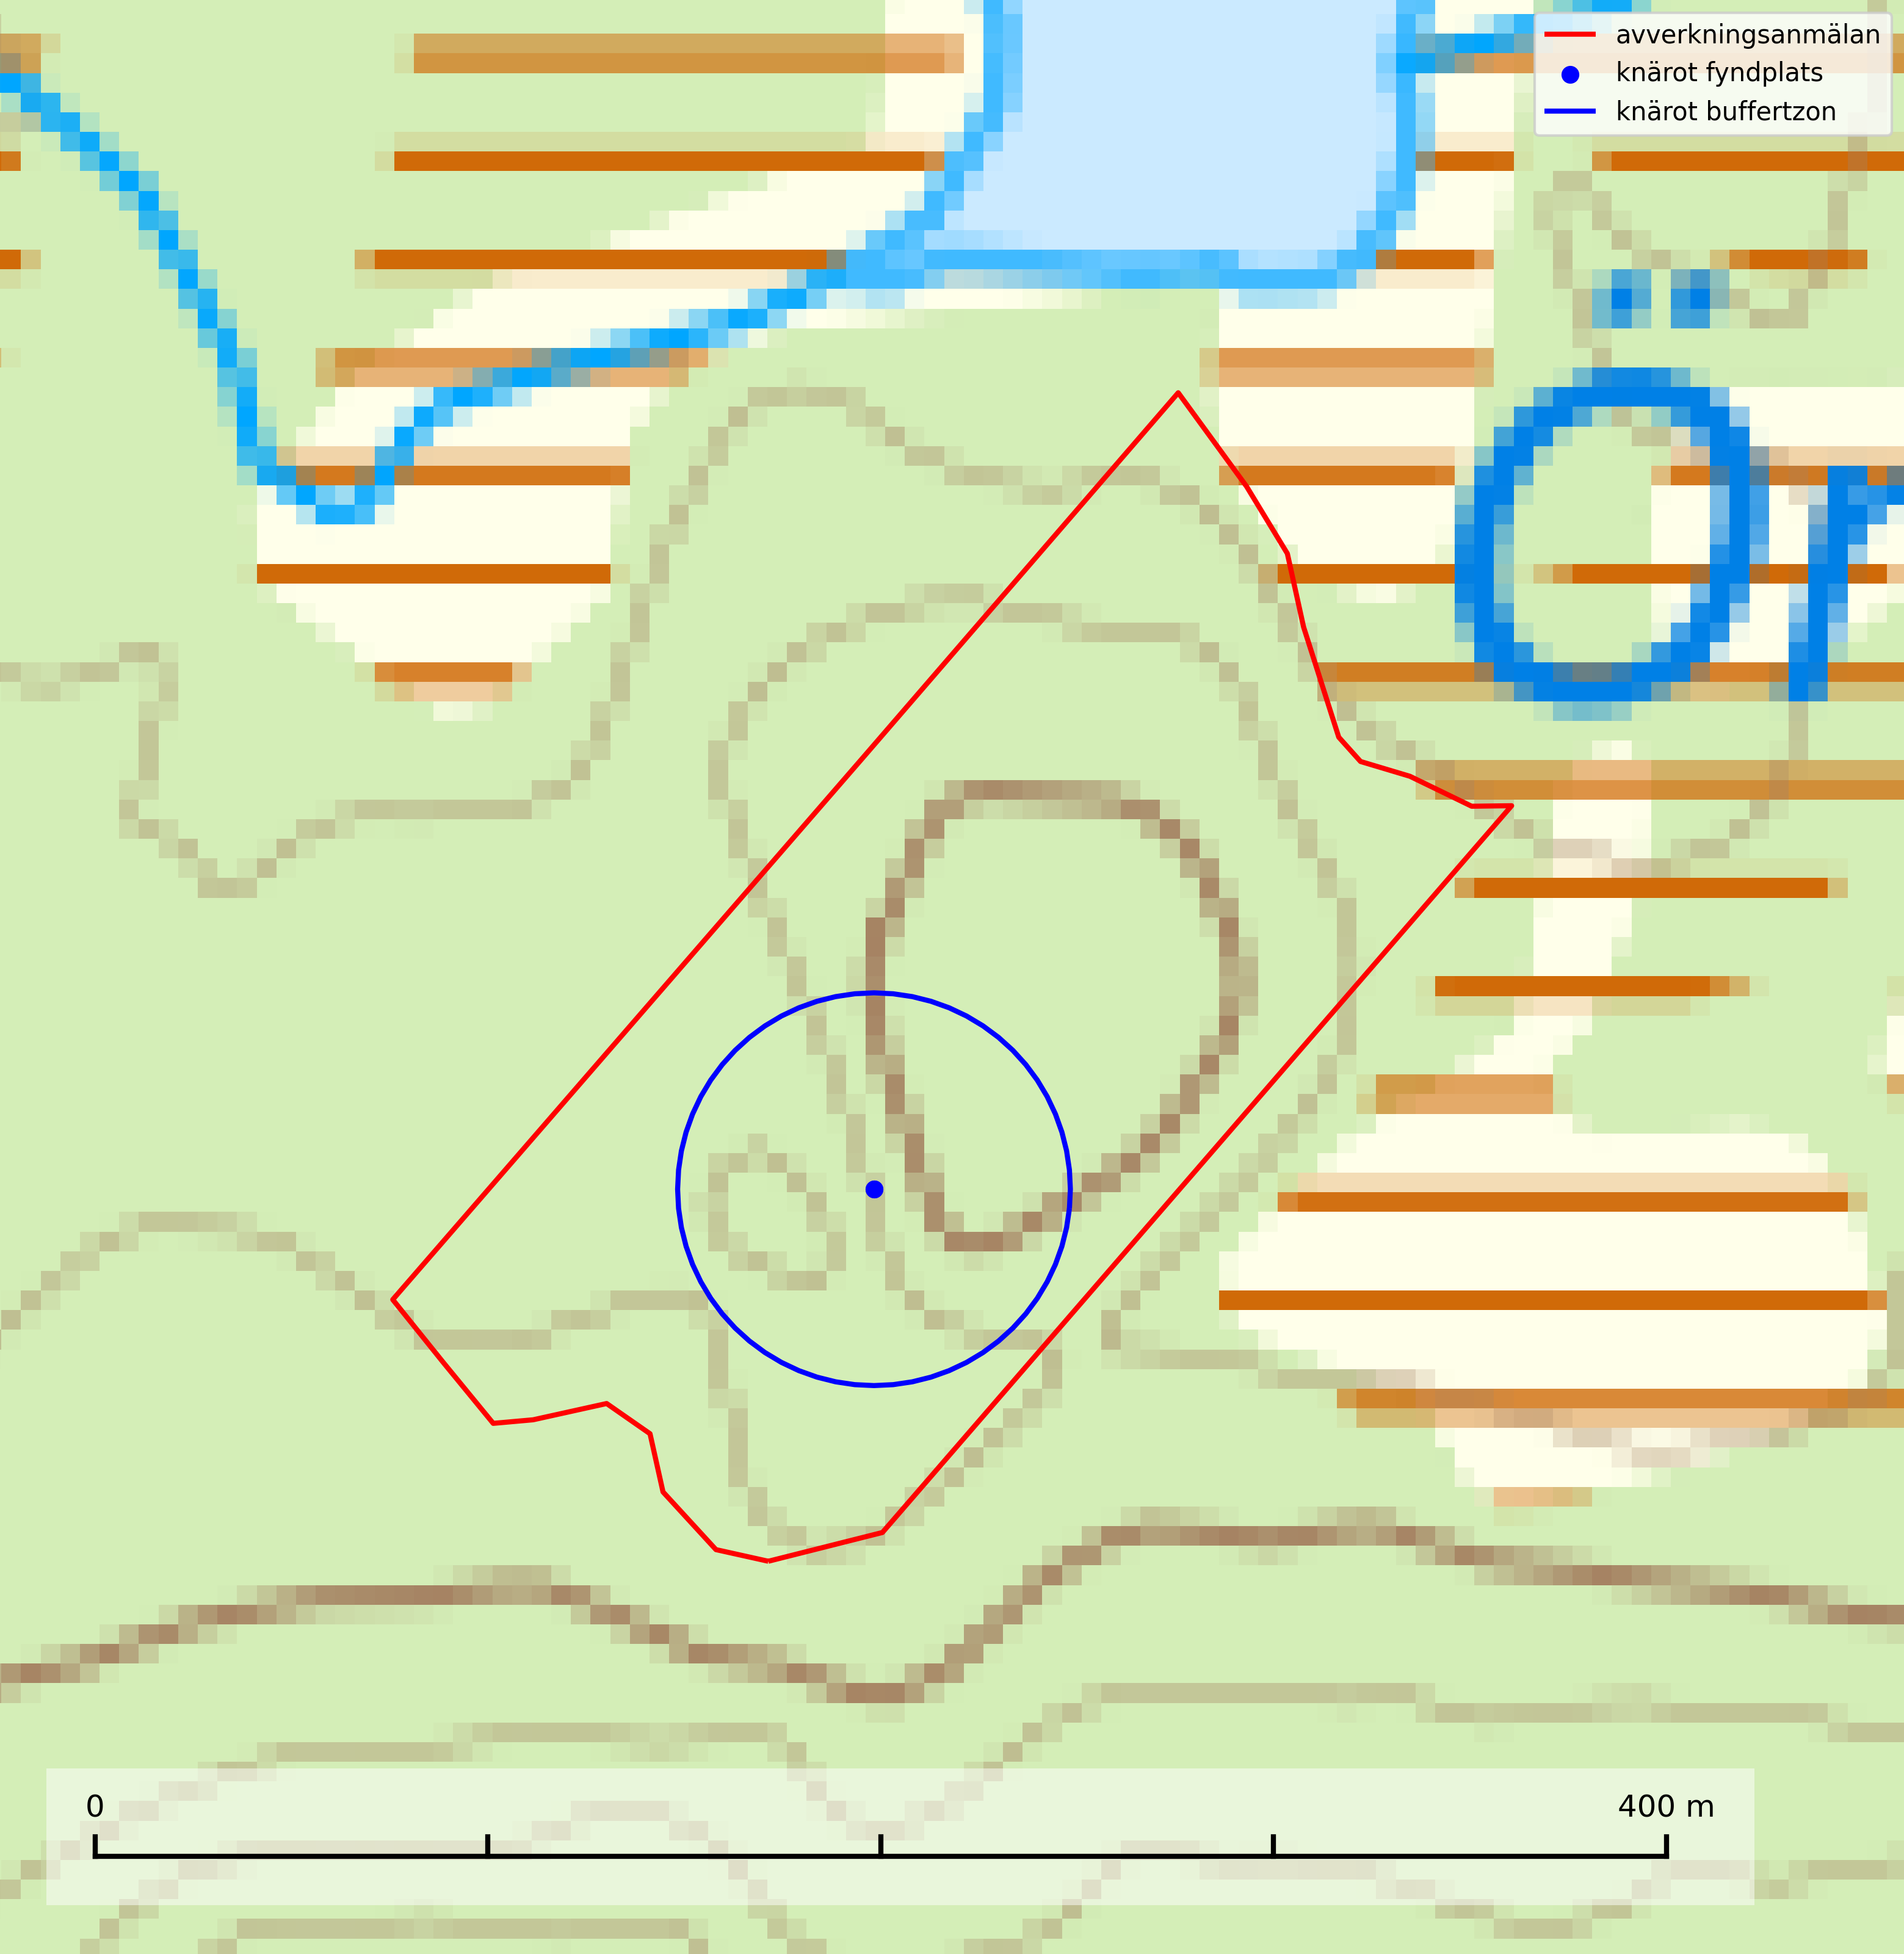 avverkningsanmälan
knärot fyndplats
knärot buffertzon
0
400 m